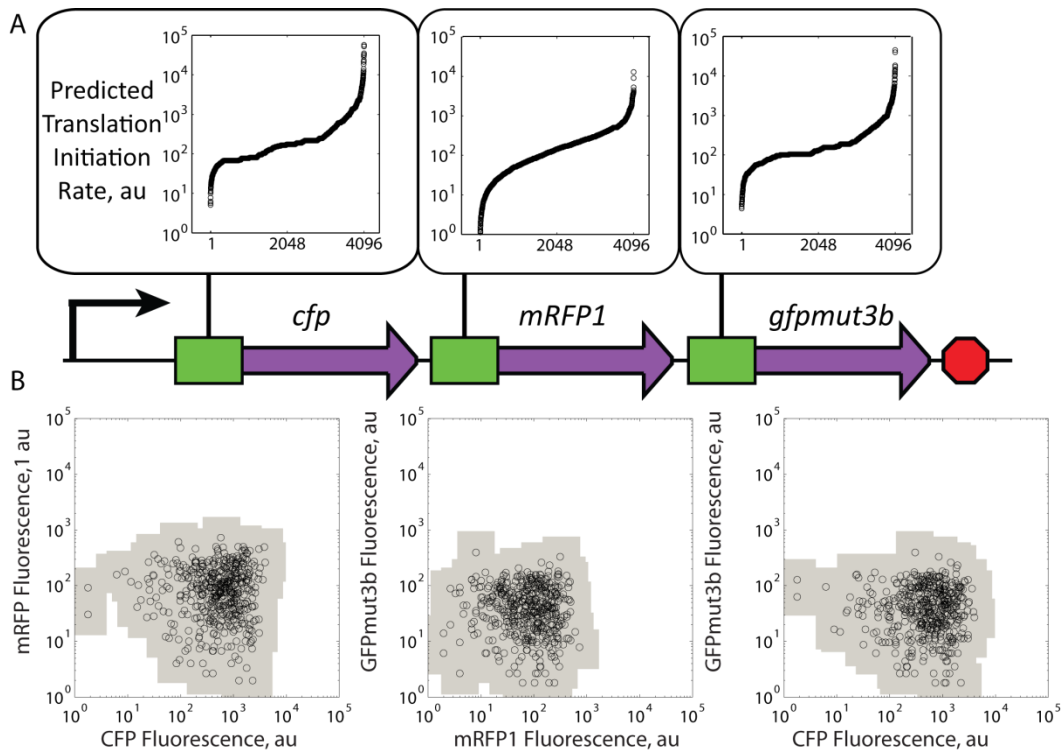 A
Predicted
Translation
Initiation
Rate, au
10^5
10^4
10^3
10^2
10^1
10^0
1 2048 4096
10^5
10^4
10^3
10^2
10^1
10^0
1 2048 4096
10^5
10^4
10^3
10^2
10^1
10^0
1 2048 4096
cfp mRFP1 gfpmut3b
B
mRFP Fluorescence,1 au
10^5
10^4
10^3
10^2
10^1
10^0
10^0 10^1 10^2 10^3 10^4 10^5
CFP Fluorescence, au
GFPmut3b Fluorescence, au
10^5
10^4
10^3
10^2
10^1
10^0
10^0 10^1 10^2 10^3 10^4 10^5
mRFP1 Fluorescence, au
GFPmut3b Fluorescence, au
10^5
10^4
10^3
10^2
10^1
10^0
10^0 10^1 10^2 10^3 10^4 10^5
CFP Fluorescence, au